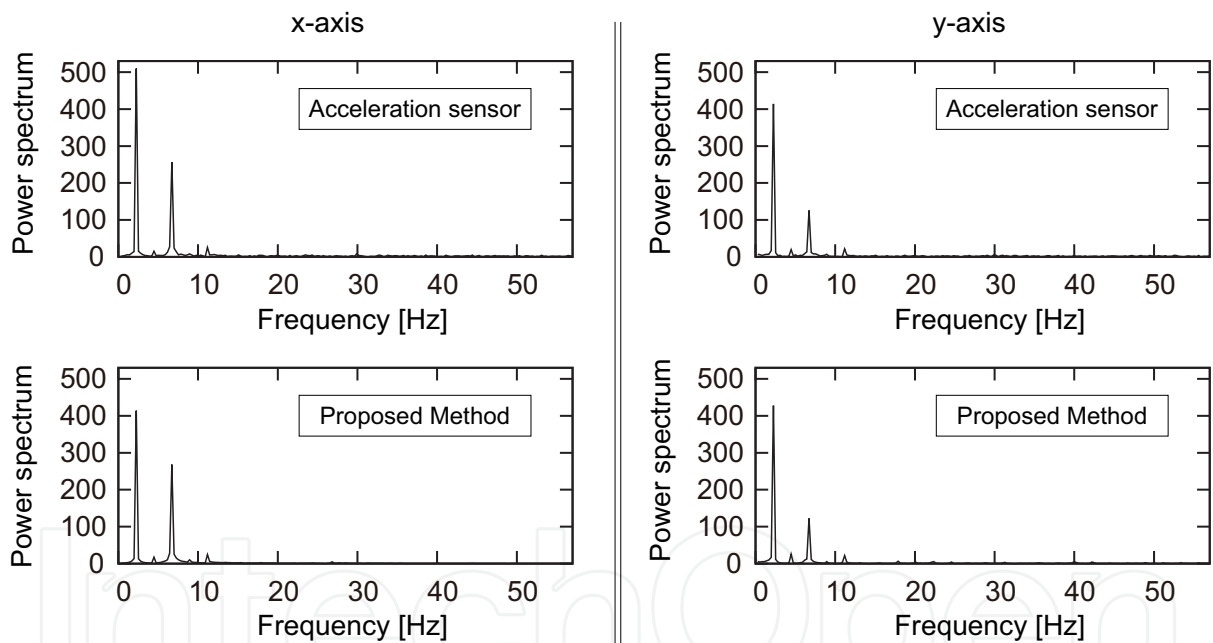 x-axis
Power spectrum
500
400
300
200
100
0
Acceleration sensor
0 10 20 30 40 50
Frequency [Hz]
Power spectrum
500
400
300
200
100
0
Proposed Method
0 10 20 30 40 50
Frequency [Hz]
y-axis
Power spectrum
500
400
300
200
100
0
Acceleration sensor
0 10 20 30 40 50
Frequency [Hz]
Power spectrum
500
400
300
200
100
0
Proposed Method
0 10 20 30 40 50
Frequency [Hz]
IntechOpen